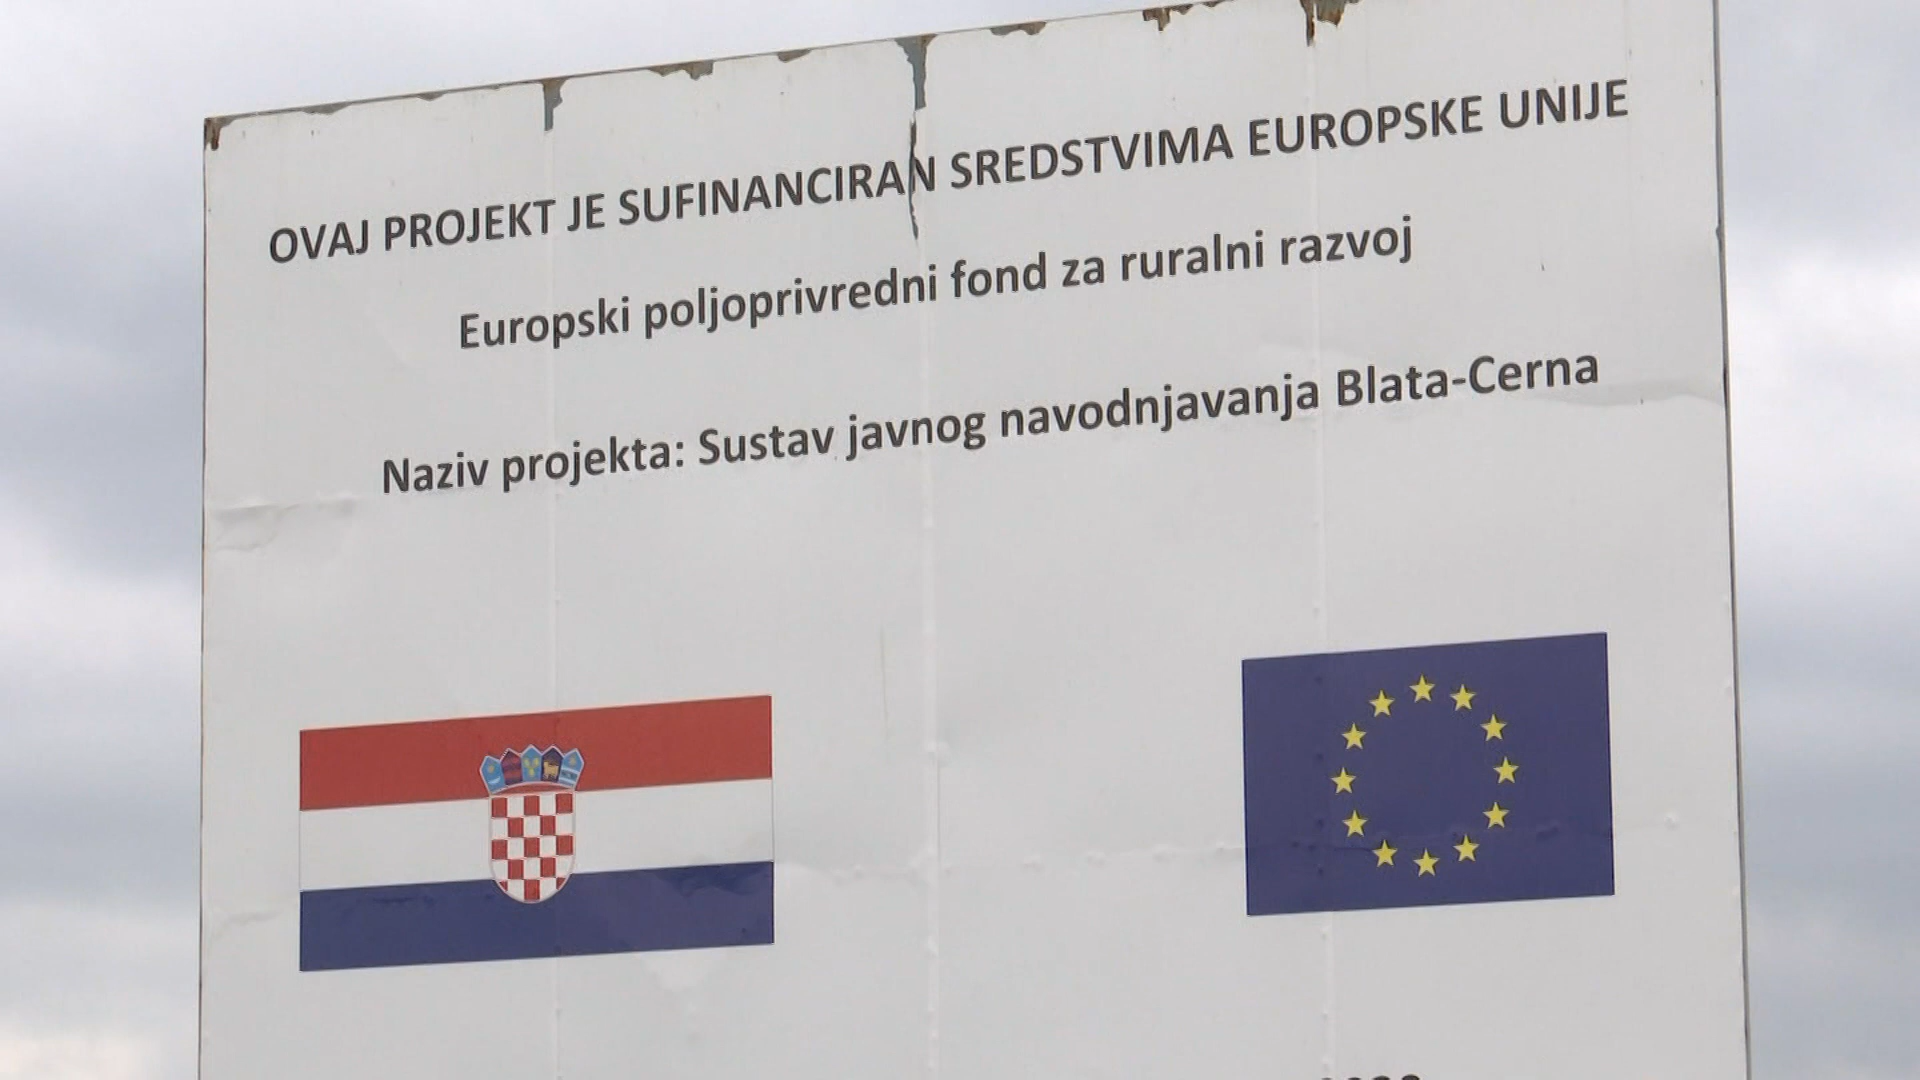 OVAJ PROJEKT JE SUFINANCIRAN SREDSTVIMA EUROPSKE UNIJE
Europski poljoprivredni fond za ruralni razvoj
Naziv projekta: Sustav javnog navodnjavanja Blata-Cerna